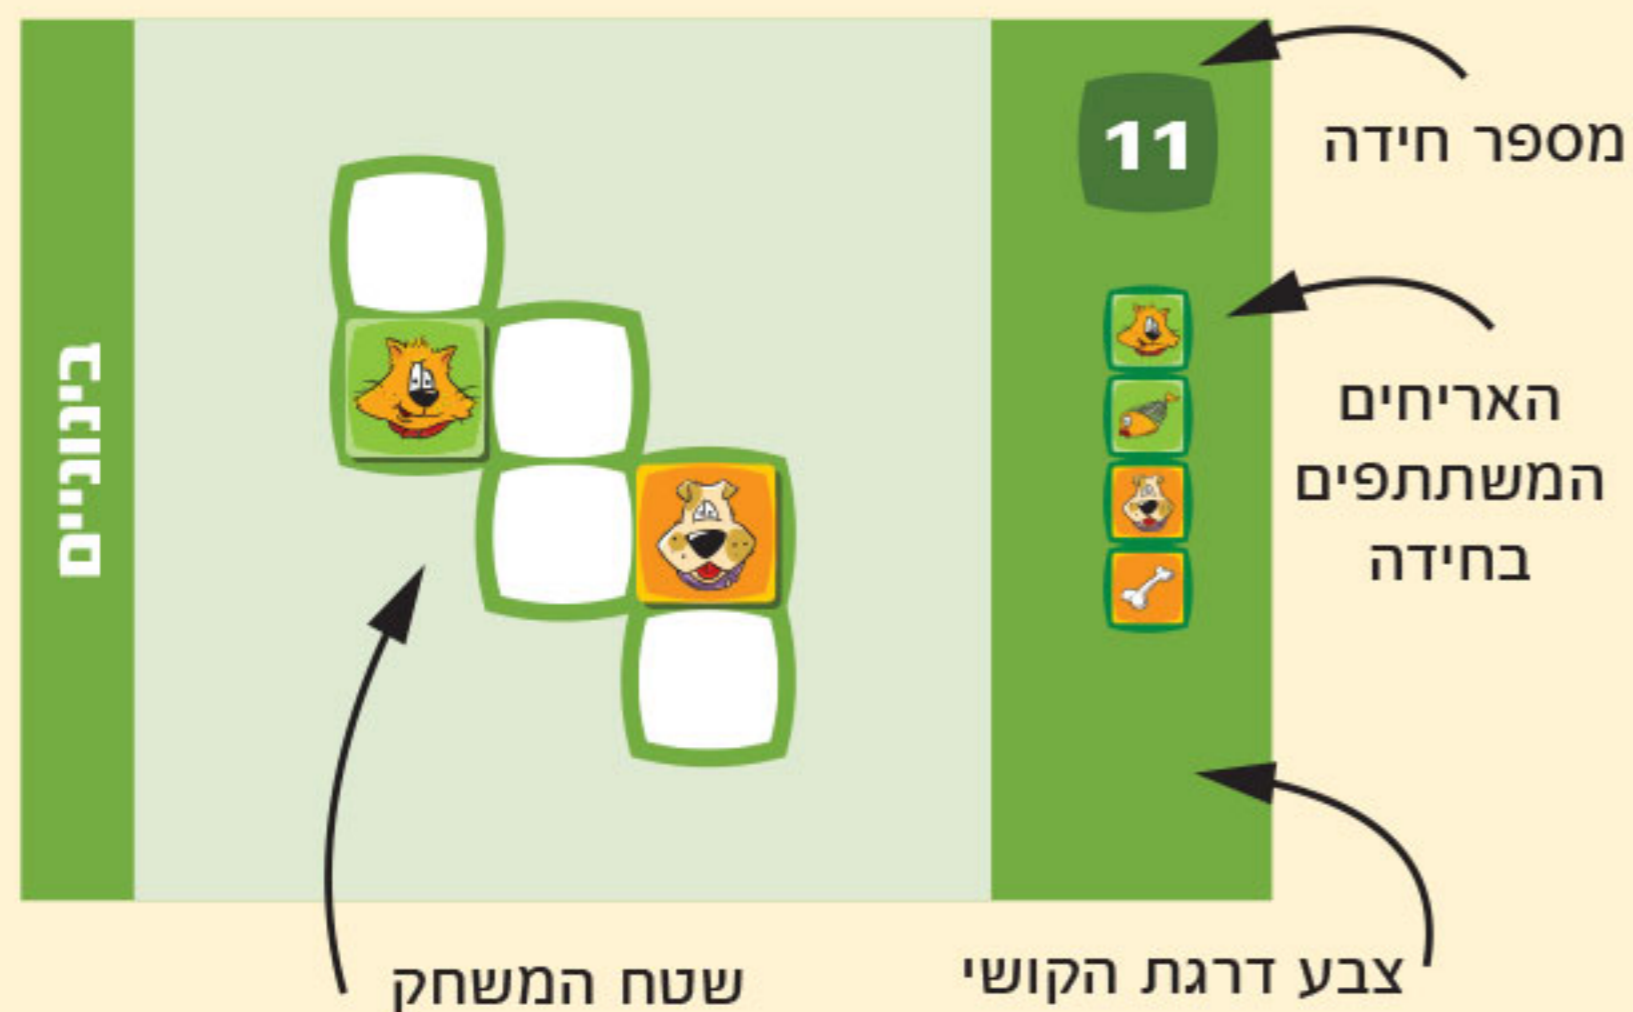 11
מספר חידה
האריחים
המשתתפים
בחידה
בינוניים
צבע דרגת הקושי
שטח המשחק